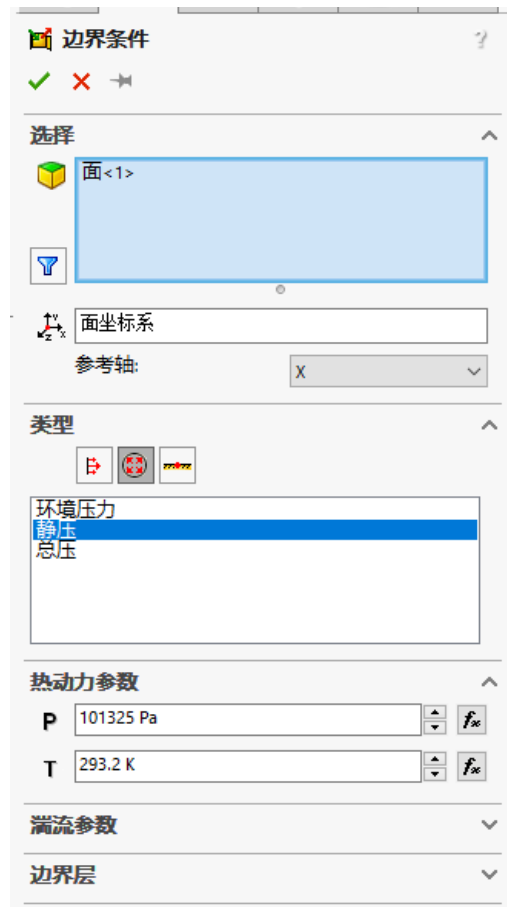 边界条件
选择
面<1>
面坐标系
参考轴:
X
类型
环境压力
静压
总压
热动力参数
P
101325 Pa
T
293.2 K
湍流参数
边界层